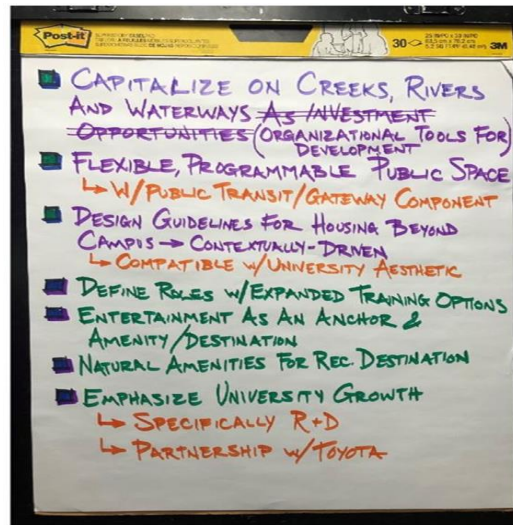 Post-it
30
3M
CAPITALIZE ON CREEKS, RIVERS
AND WATERWAYS AS INVESTMENT
OPPORTUNITIES (ORGANIZATIONAL TOOLS FOR
DEVELOPMENT)
FLEXIBLE, PROGRAMMABLE PUBLIC SPACE
↳ W/PUBLIC TRANSIT/GATEWAY COMPONENT
DESIGN GUIDELINES FOR HOUSING BEYOND
CAMPUS → CONTEXTUALLY-DRIVEN
↳ COMPATIBLE W/UNIVERSITY AESTHETIC
DEFINE ROLES W/EXPANDED TRAINING OPTIONS
ENTERTAINMENT AS AN ANCHOR &
AMENITY/DESTINATION
NATURAL AMENITIES FOR REC. DESTINATION
EMPHASIZE UNIVERSITY GROWTH
↳ SPECIFICALLY R+D
↳ PARTNERSHIP W/TOYOTA